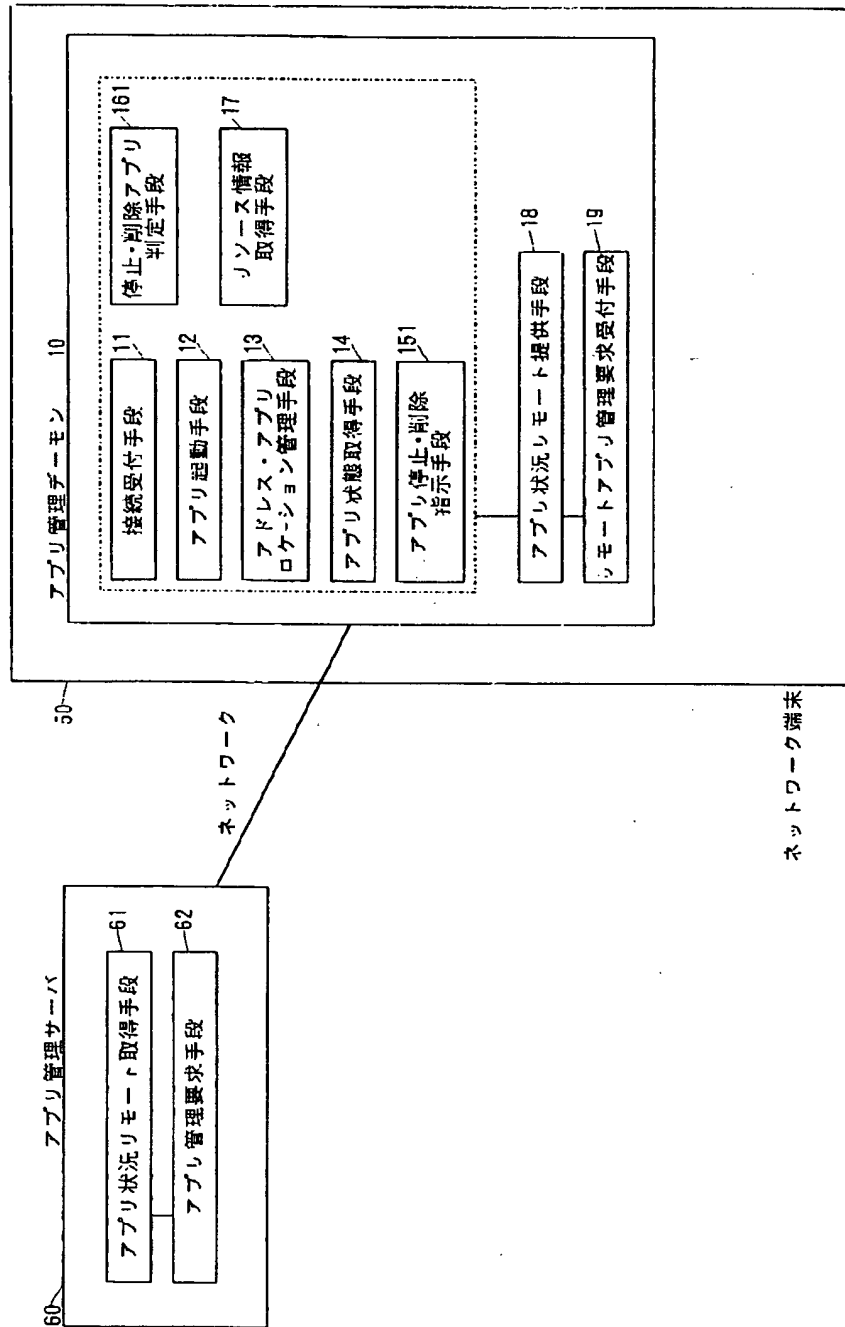 アプリ管理サーバ
60
アプリ状況リモート取得手段
61
アプリ管理要求手段
62
ネットワーク
50
アプリ管理デーモン
10
接続受付手段
11
アプリ起動手段
12
アドレス・アプリ
ロケーション管理手段
13
アプリ状態取得手段
14
アプリ停止・削除
指示手段
151
停止・削除アプリ
判定手段
161
リソース情報
取得手段
17
アプリ状況リモート提供手段
18
リモートアプリ管理要求受付手段
19
ネットワーク端末